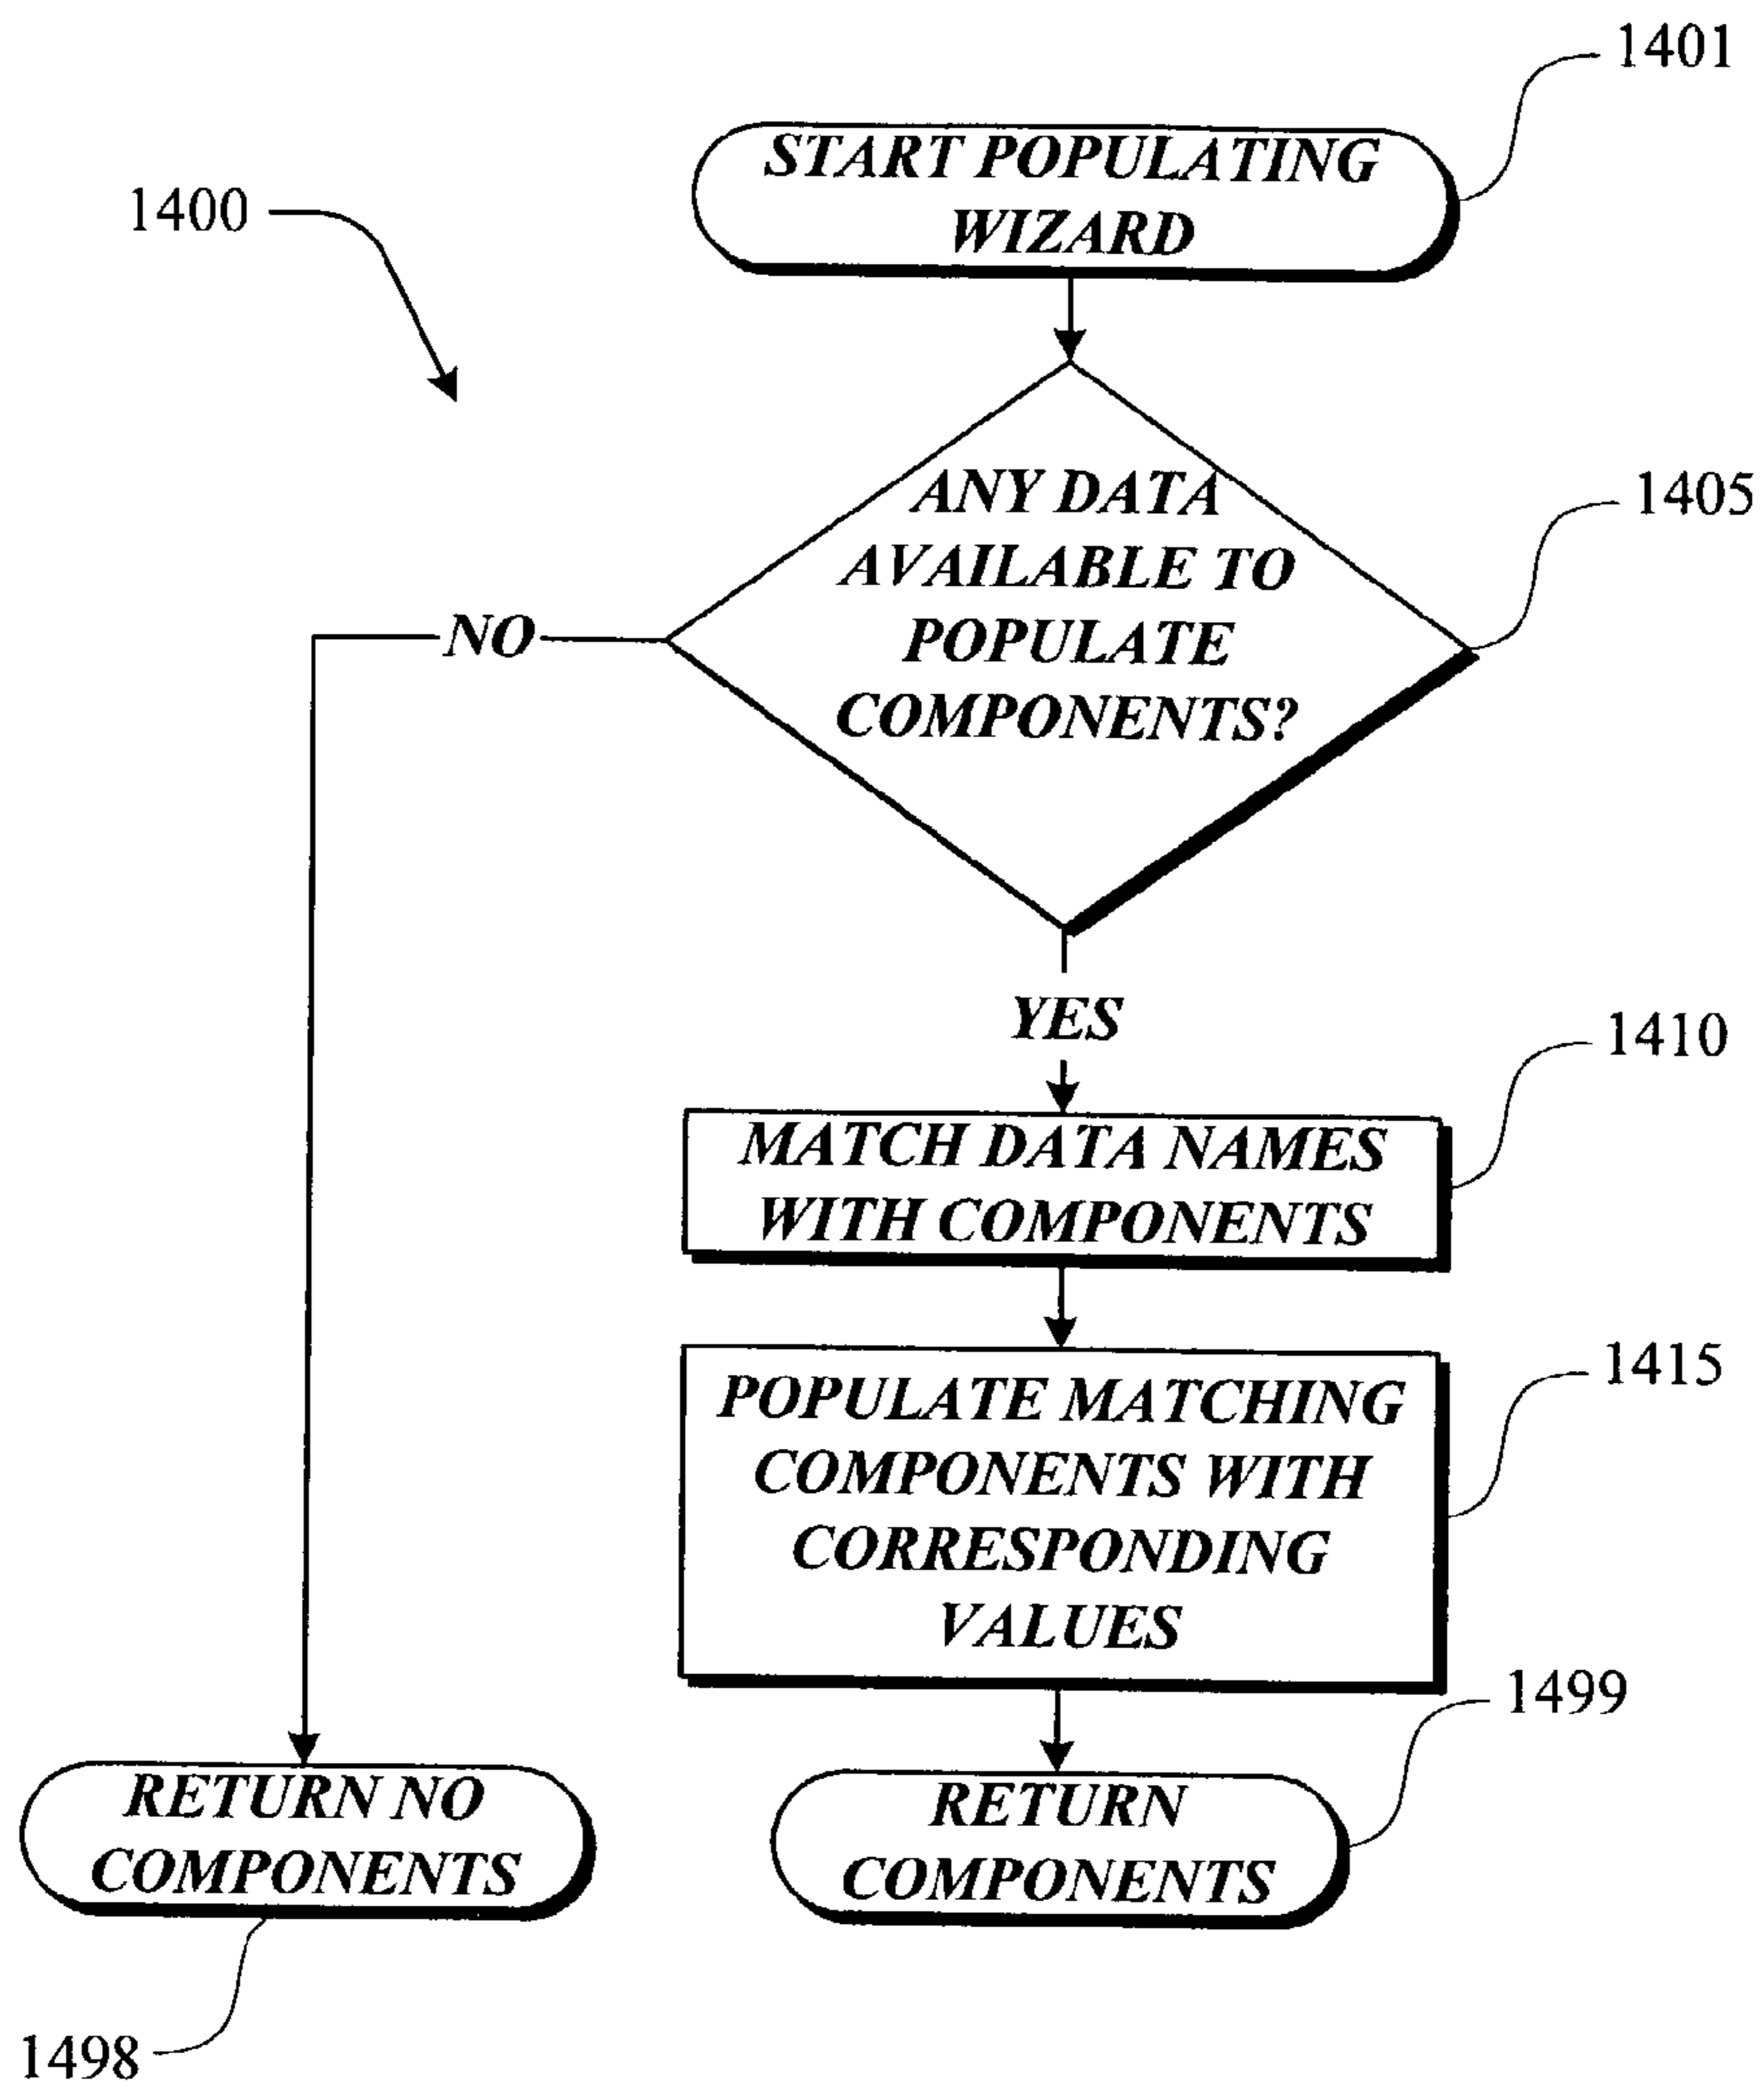 1401
START POPULATING
WIZARD
1400
ANY DATA
AVAILABLE TO
POPULATE
COMPONENTS?
1405
NO
YES
1410
MATCH DATA NAMES
WITH COMPONENTS
1415
POPULATE MATCHING
COMPONENTS WITH
CORRESPONDING
VALUES
1499
RETURN NO
COMPONENTS
RETURN
COMPONENTS
1498